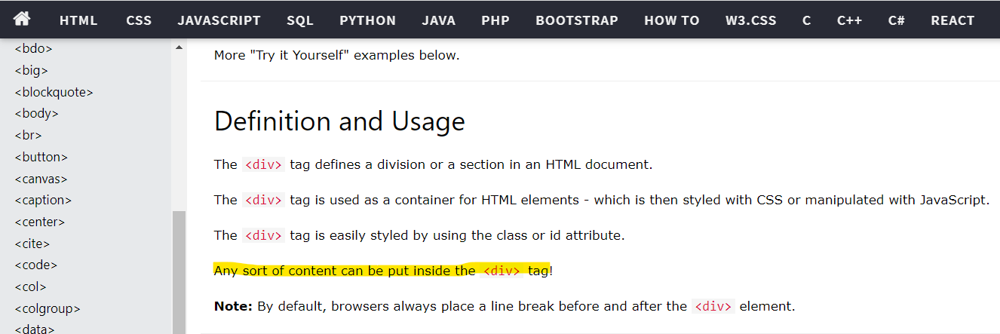 HTML CSS JAVASCRIPT SQL PYTHON JAVA PHP BOOTSTRAP HOW TO W3.CSS C C++ C# REACT
<bdo>
<big>
<blockquote>
<body>
<br>
<button>
<canvas>
<caption>
<center>
<cite>
<code>
<col>
<colgroup>
<data>
More "Try it Yourself" examples below.
Definition and Usage
The <div> tag defines a division or a section in an HTML document.
The <div> tag is used as a container for HTML elements - which is then styled with CSS or manipulated with JavaScript.
The <div> tag is easily styled by using the class or id attribute.
Any sort of content can be put inside the <div> tag!
Note: By default, browsers always place a line break before and after the <div> element.